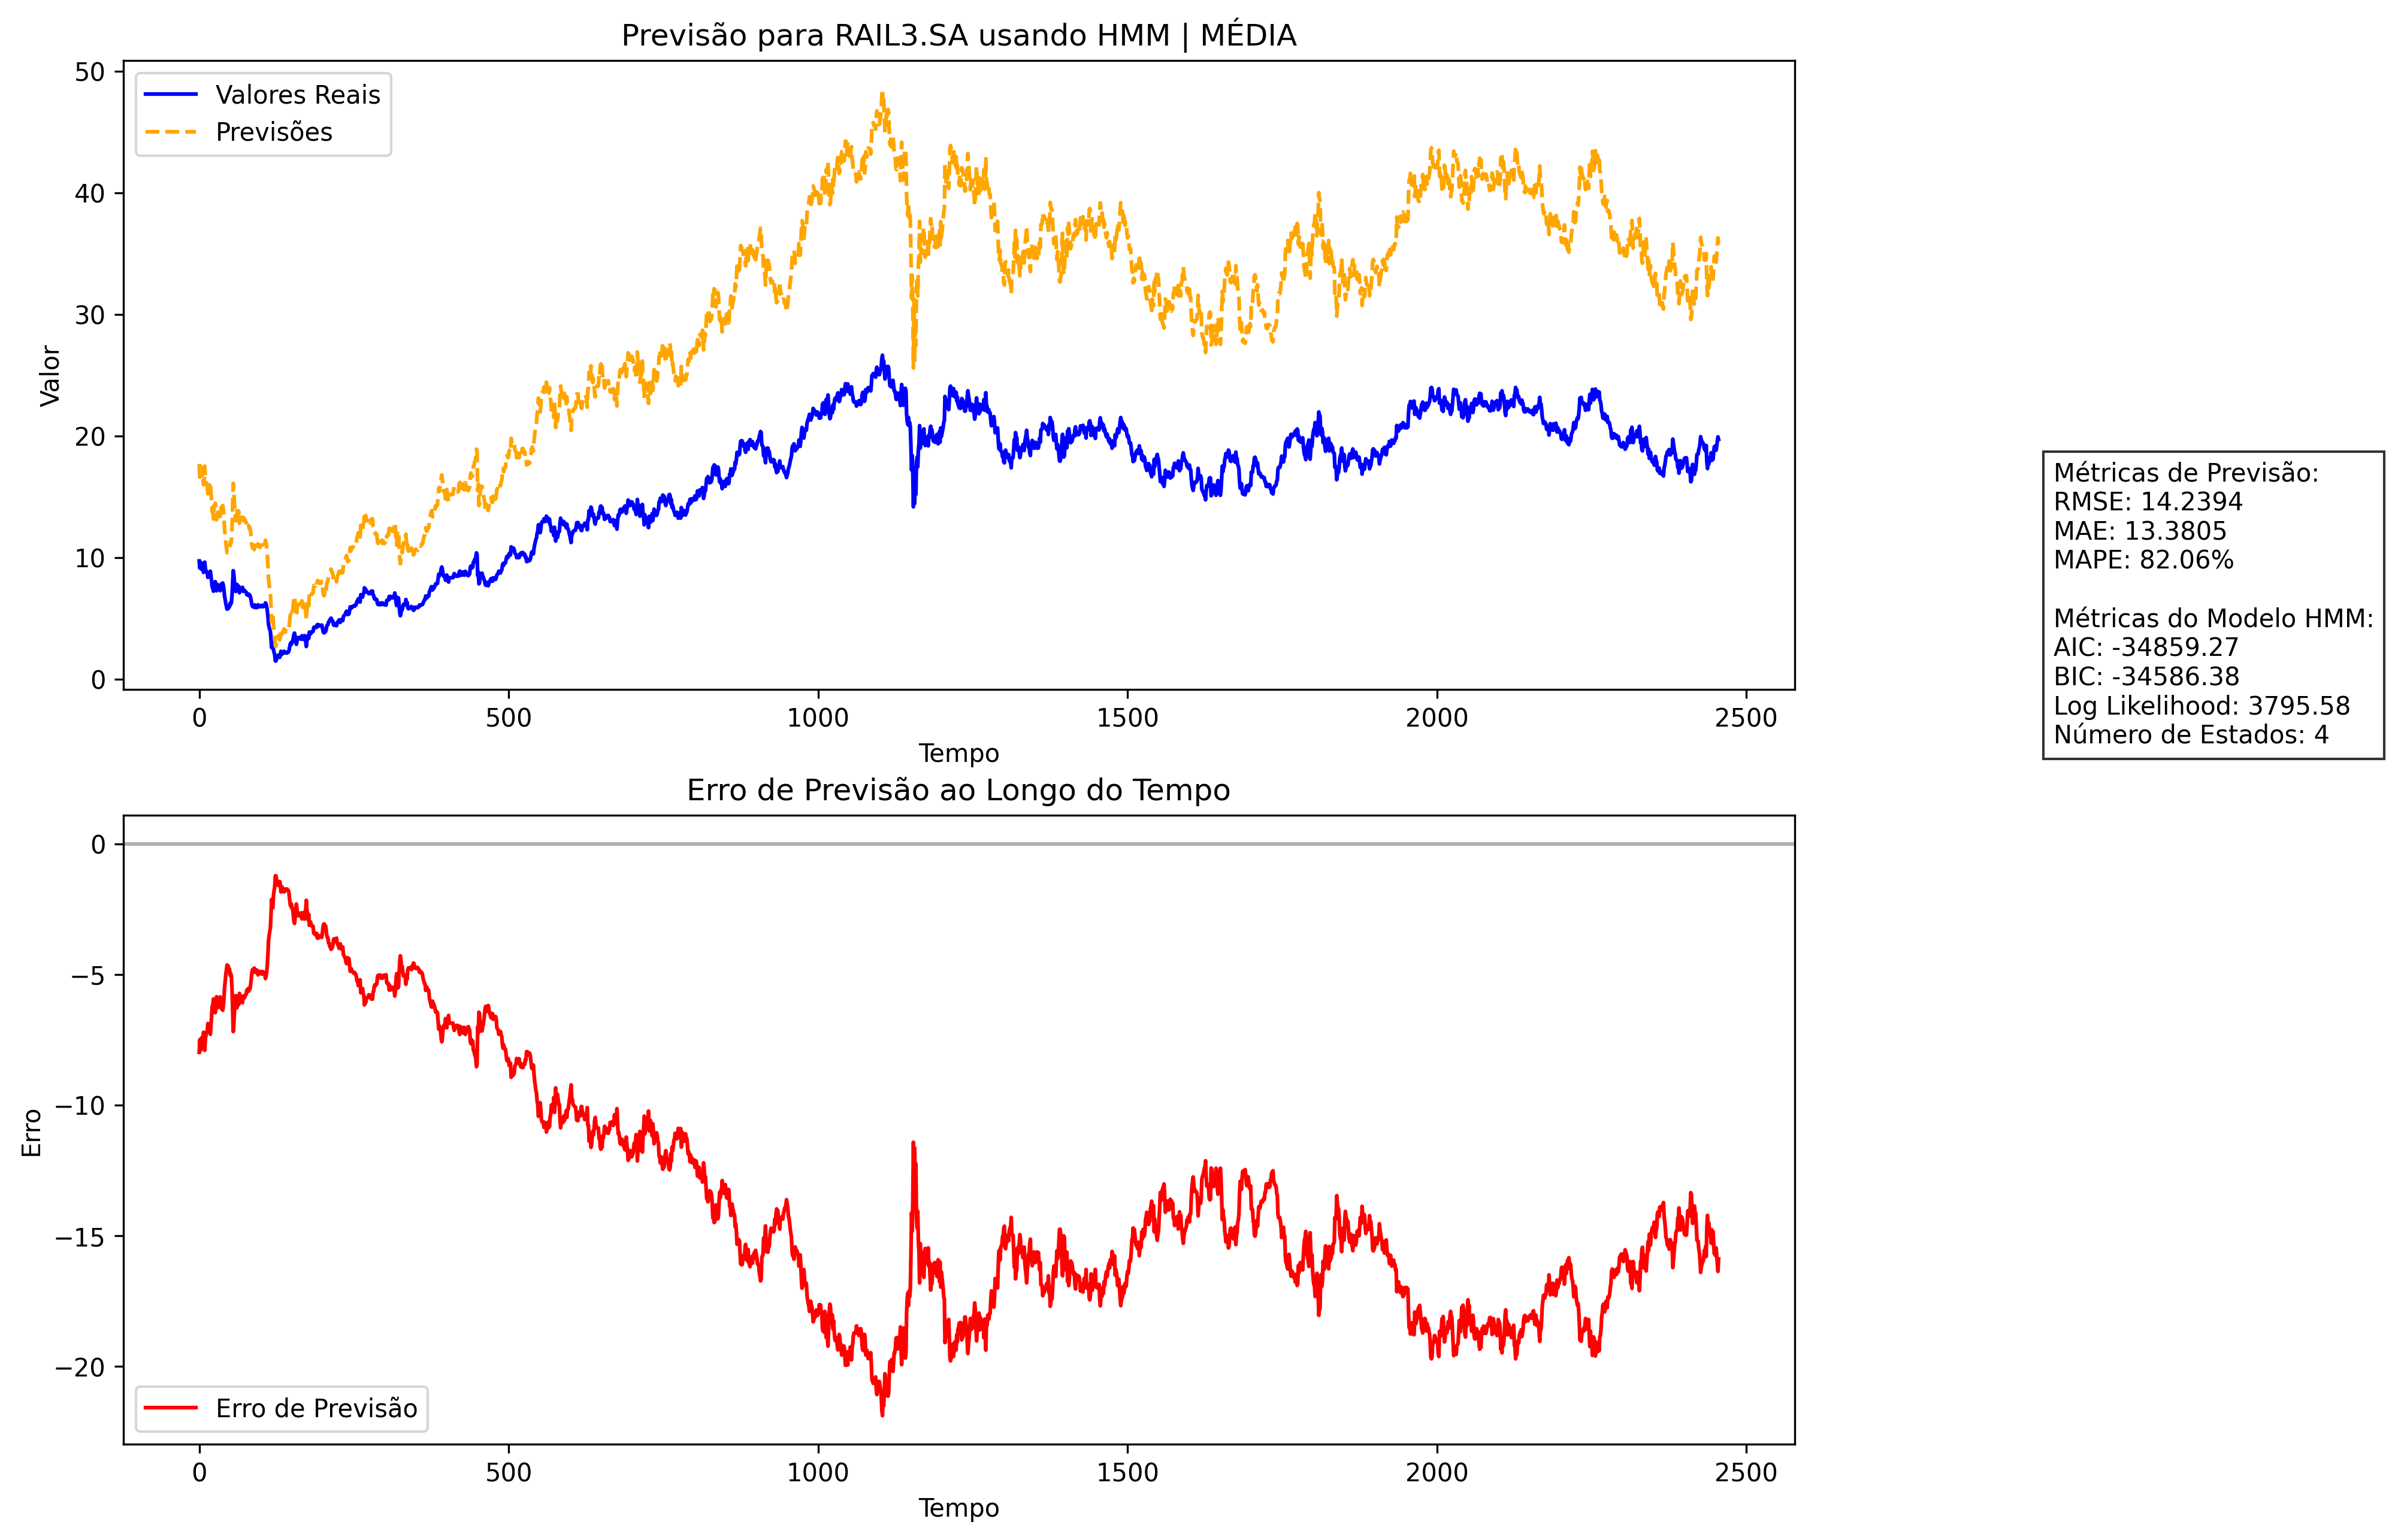 Previsão para RAIL3.SA usando HMM | MÉDIA
50
40
30
20
10
0
Valor
Valores Reais
Previsões
0
500
1000
1500
2000
2500
Tempo
Métricas de Previsão:
RMSE: 14.2394
MAE: 13.3805
MAPE: 82.06%
Métricas do Modelo HMM:
AIC: -34859.27
BIC: -34586.38
Log Likelihood: 3795.58
Número de Estados: 4
Erro de Previsão ao Longo do Tempo
0
−5
−10
−15
−20
Erro
Erro de Previsão
0
500
1000
1500
2000
2500
Tempo